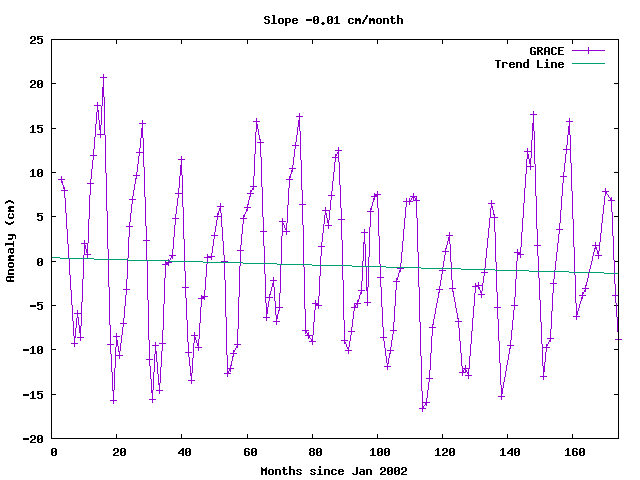 Slope -0.01 cm/month
GRACE
Trend Line
25
20
15
10
5
0
-5
-10
-15
-20
Anomaly (cm)
0 20 40 60 80 100 120 140 160
Months since Jan 2002